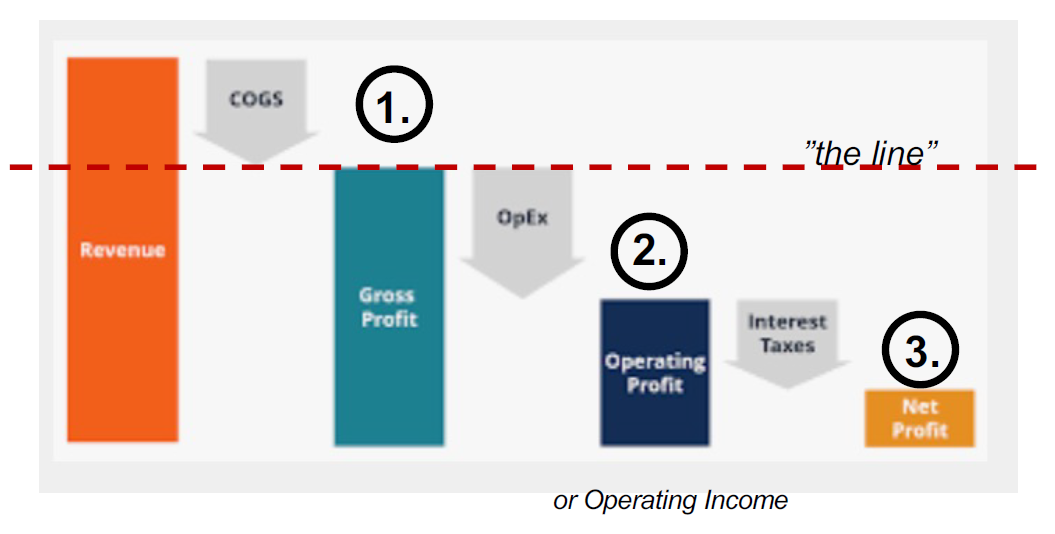 COGS
1.
”the line”
Revenue
OpEx
2.
Gross
Profit
Interest
Taxes
3.
Operating
Profit
Net
Profit
or Operating Income